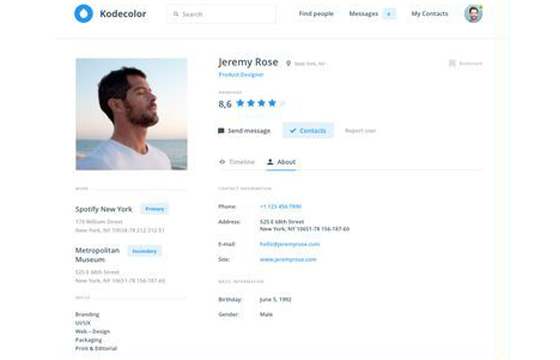 Kodecolor
Search
Find people
Messages
My Contacts
Jeremy Rose
New York, NY
Bookmark
Product Designer
RANKINGS
8,6
Send message
Contacts
Report user
Timeline
About
WORK
Spotify New York
Primary
170 William Street
New York, NY 10038-78 212 312-51
Metropolitan
Museum
Secondary
525 E 68th Street
New York, NY 10651-78 156-187-60
SKILLS
Branding
UI/UX
Web - Design
Packaging
Print & Editorial
CONTACT INFORMATION
Phone:
+1 123 456 7890
Address:
525 E 68th Street
New York, NY 10651-78 156-187-60
E-mail:
hello@jeremyrose.com
Site:
www.jeremyrose.com
BASIC INFORMATION
Birthday:
June 5, 1992
Gender:
Male